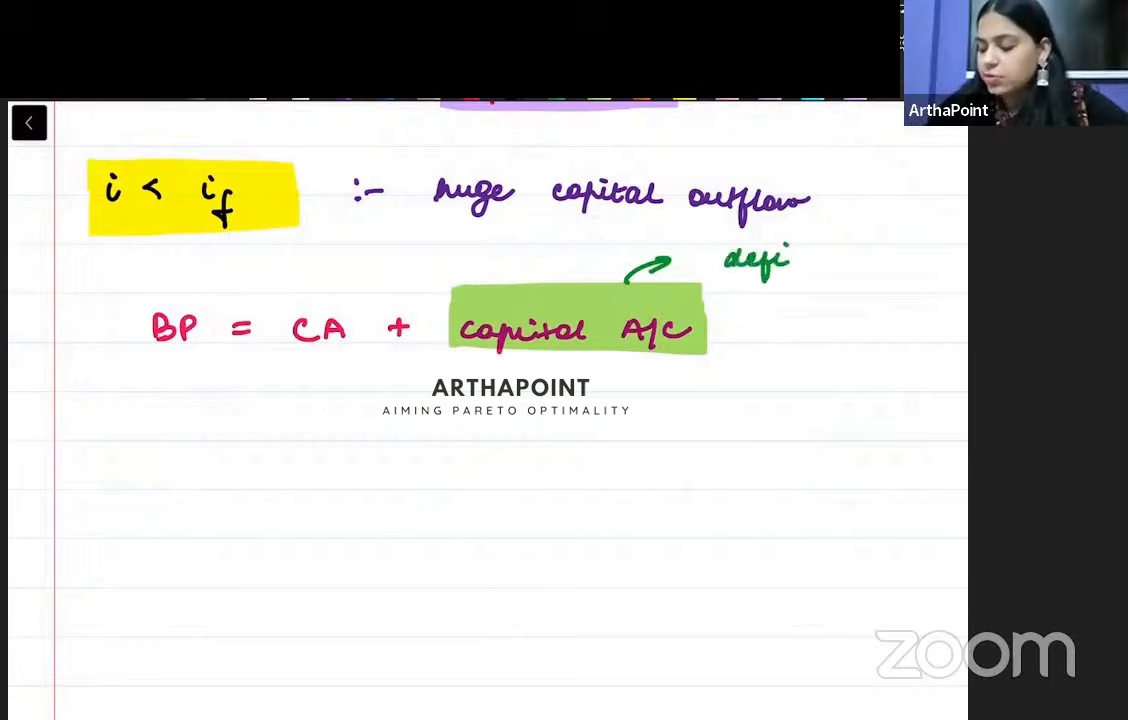 ArthaPoint
i < if :- huge capital outflow
defi
BP = CA + capital A/C
ARTHAPOINT
AIMING PARETO OPTIMALITY
zoom